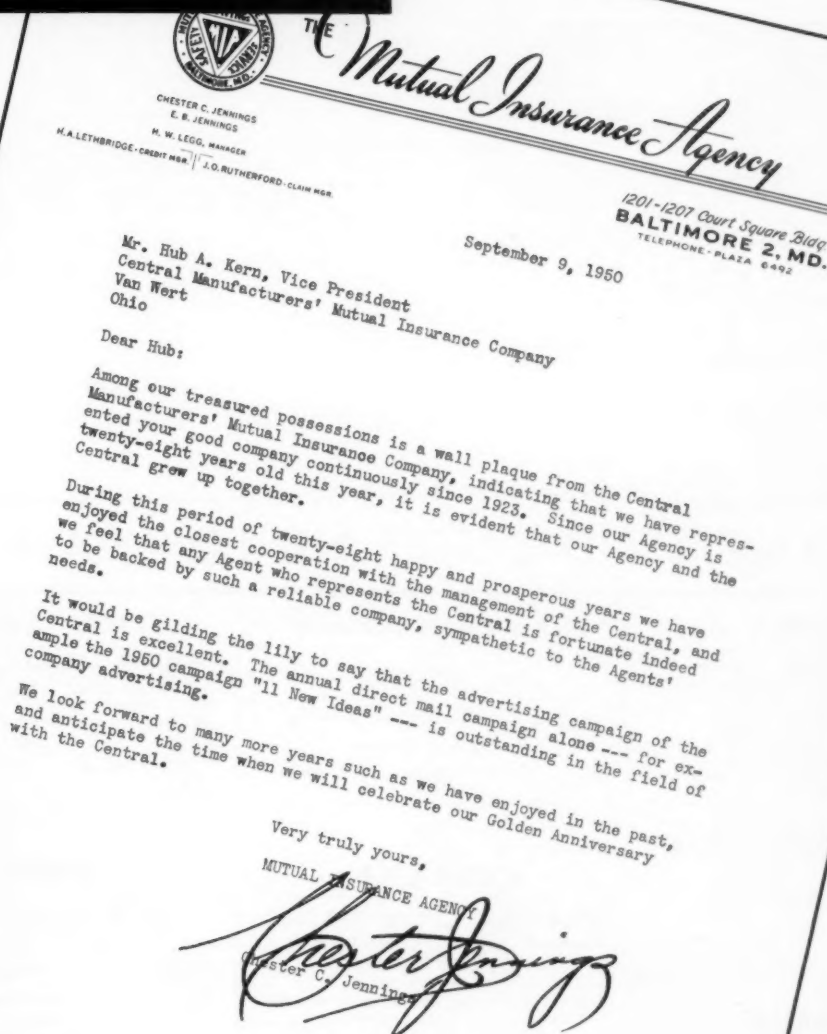 THE Mutual Insurance Agency
CHESTER C. JENNINGS
E. B. JENNINGS
H. W. LEGG, MANAGER
H. A. LETHBRIDGE - CREDIT MGR. J. O. RUTHERFORD - CLAIM MGR.
1201-1207 Court Square Bldg
BALTIMORE 2, MD.
TELEPHONE - PLAZA 6492
September 9, 1950
Mr. Hub A. Kern, Vice President
Central Manufacturers' Mutual Insurance Company
Van Wert
Ohio
Dear Hub:
Among our treasured possessions is a wall plaque from the Central
Manufacturers' Mutual Insurance Company, indicating that we have repres-
ented your good company continuously since 1923. Since our Agency is
twenty-eight years old this year, it is evident that our Agency and the
Central grew up together.
During this period of twenty-eight happy and prosperous years we have
enjoyed the closest cooperation with the management of the Central, and
we feel that any Agent who represents the Central is fortunate indeed
to be backed by such a reliable company, sympathetic to the Agents'
needs.
It would be gilding the lily to say that the advertising campaign of the
Central is excellent. The annual direct mail campaign alone --- for ex-
ample the 1950 campaign "11 New Ideas" --- is outstanding in the field of
company advertising.
We look forward to many more years such as we have enjoyed in the past,
and anticipate the time when we will celebrate our Golden Anniversary
with the Central.
Very truly yours,
MUTUAL INSURANCE AGENCY
Chester Jennings
Chester C. Jennings